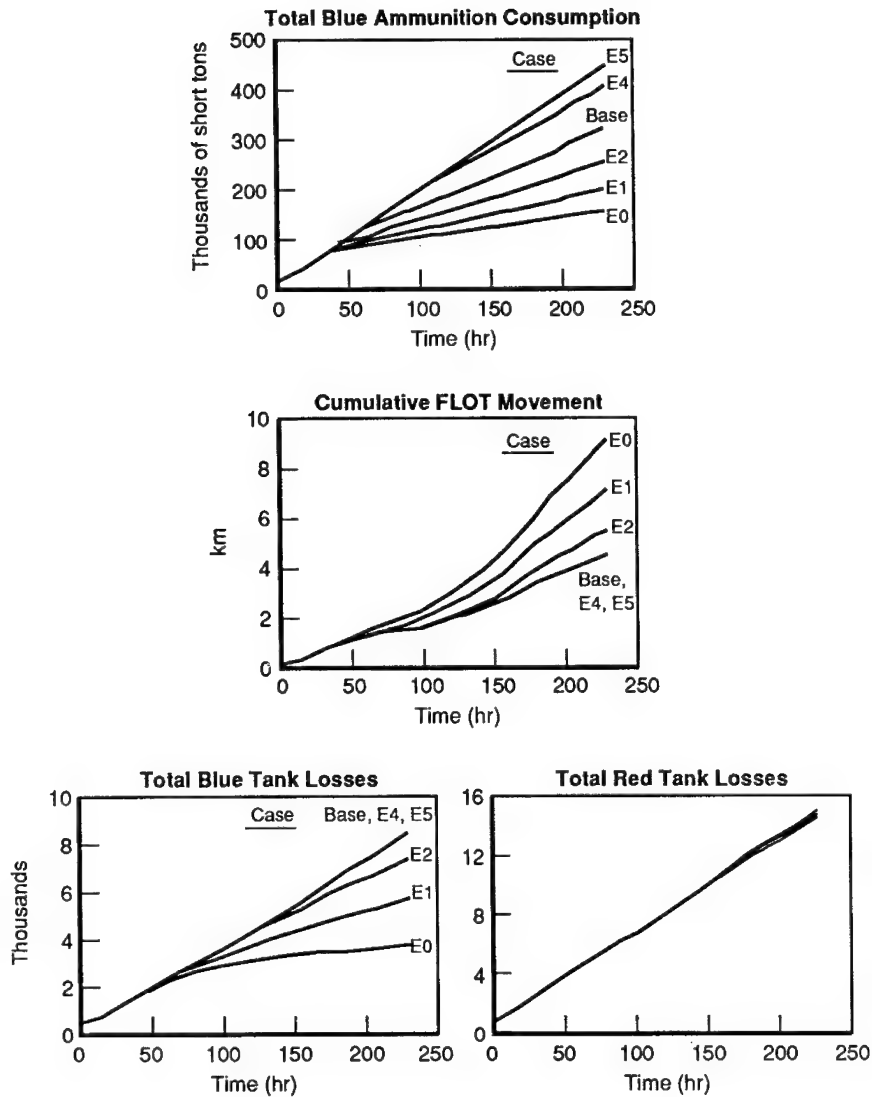 Total Blue Ammunition Consumption
Thousands of short tons
500
400
300
200
100
0
Case
E5
E4
Base
E2
E1
E0
0 50 100 150 200 250
Time (hr)
Cumulative FLOT Movement
km
10
8
6
4
2
0
Case
E0
E1
E2
Base,
E4, E5
0 50 100 150 200 250
Time (hr)
Total Blue Tank Losses
Thousands
10
8
6
4
2
0
Case
Base, E4, E5
E2
E1
E0
0 50 100 150 200 250
Time (hr)
Total Red Tank Losses
16
12
8
4
0
0 50 100 150 200 250
Time (hr)